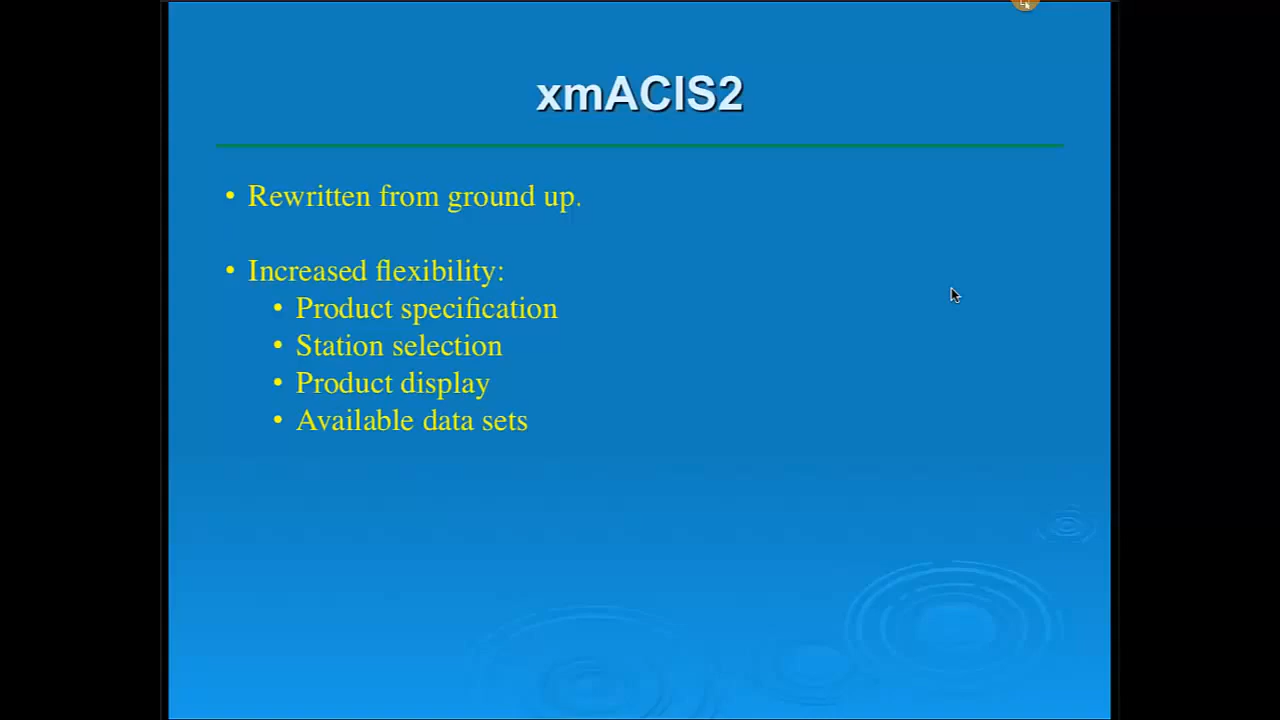 xmACIS2
• Rewritten from ground up.
• Increased flexibility:
• Product specification
• Station selection
• Product display
• Available data sets